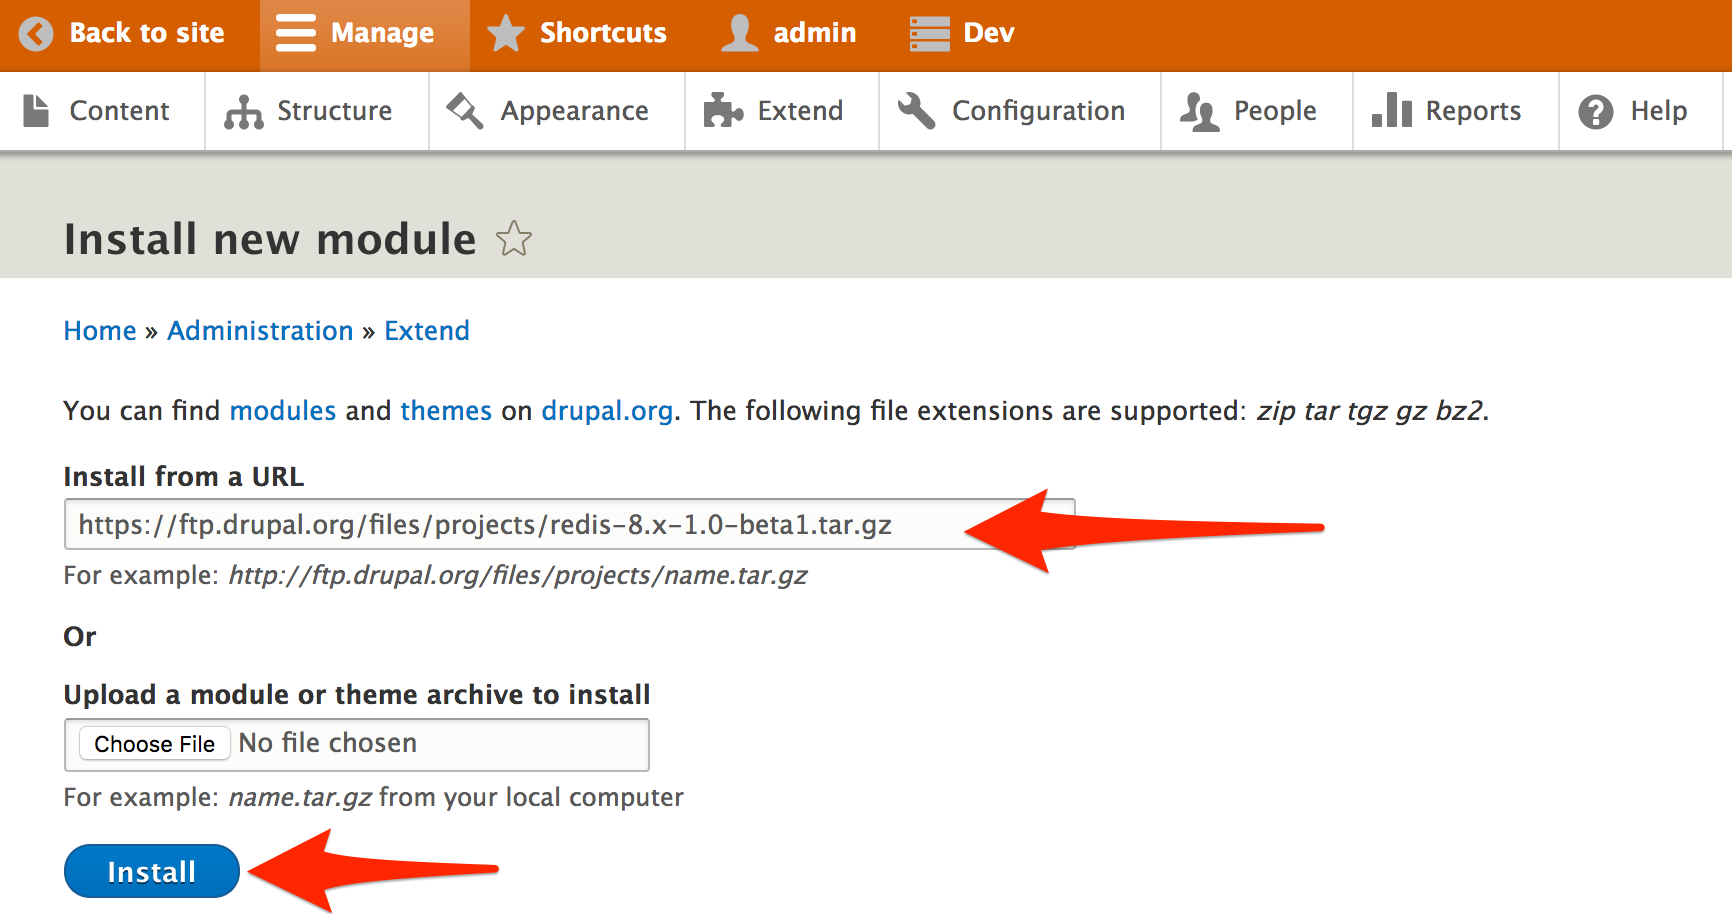 Back to site Manage Shortcuts admin Dev
Content Structure Appearance Extend Configuration People Reports Help
Install new module
Home » Administration » Extend
You can find modules and themes on drupal.org. The following file extensions are supported: zip tar tgz gz bz2.
Install from a URL
https://ftp.drupal.org/files/projects/redis-8.x-1.0-beta1.tar.gz
For example: http://ftp.drupal.org/files/projects/name.tar.gz
Or
Upload a module or theme archive to install
Choose File No file chosen
For example: name.tar.gz from your local computer
Install